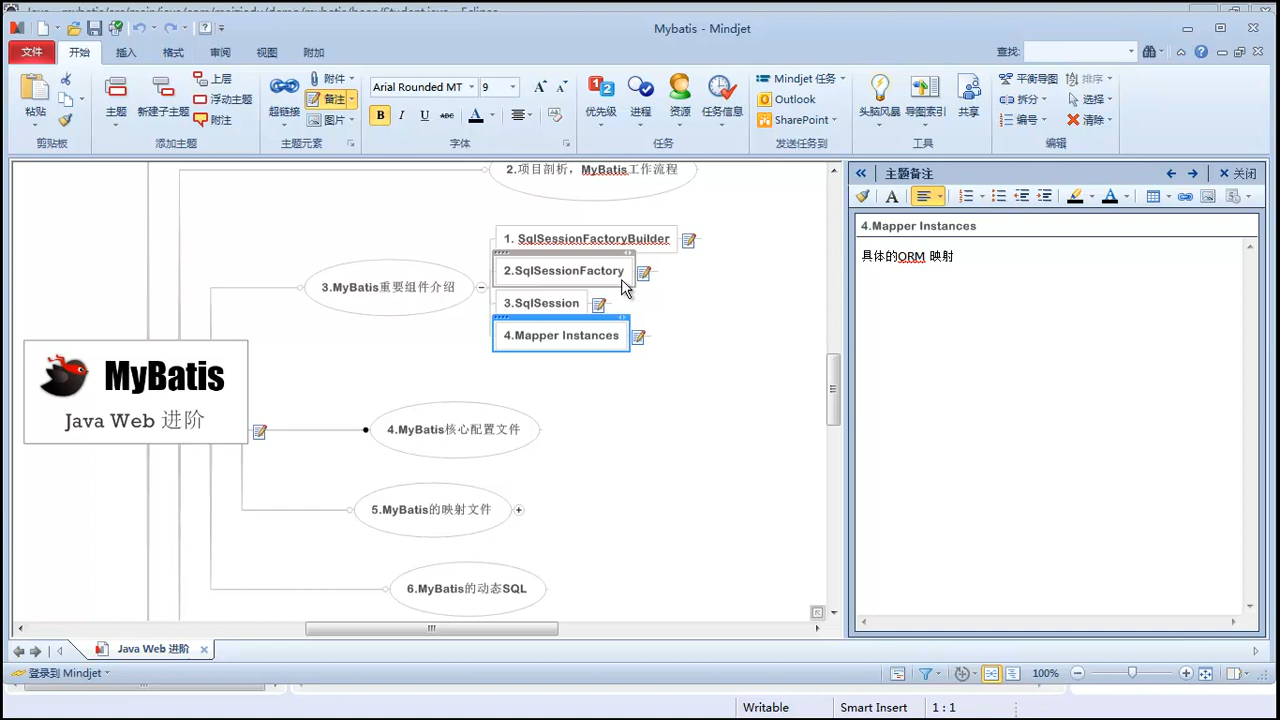 Mybatis - Mindjet
文件 开始 插入 格式 审阅 视图 附加 查找:
粘贴
剪贴板
主题
新建子主题
上层
浮动主题
附注
添加主题
超链接
附件
备注
图片
主题元素
Arial Rounded MT 9
B I U ABC A
字体
优先级
进程
资源
任务信息
任务
Mindjet 任务
Outlook
SharePoint
发送任务到
头脑风暴
导图索引
共享
工具
平衡导图
拆分
编号
排序
选择
清除
编辑
2.项目剖析，MyBatis工作流程
1. SqlSessionFactoryBuilder
2.SqlSessionFactory
3.MyBatis重要组件介绍
3.SqlSession
4.Mapper Instances
MyBatis
Java Web 进阶
4.MyBatis核心配置文件
5.MyBatis的映射文件
6.MyBatis的动态SQL
主题备注
关闭
4.Mapper Instances
具体的ORM 映射
Java Web 进阶
登录到 Mindjet
100%
Writable Smart Insert 1 : 1